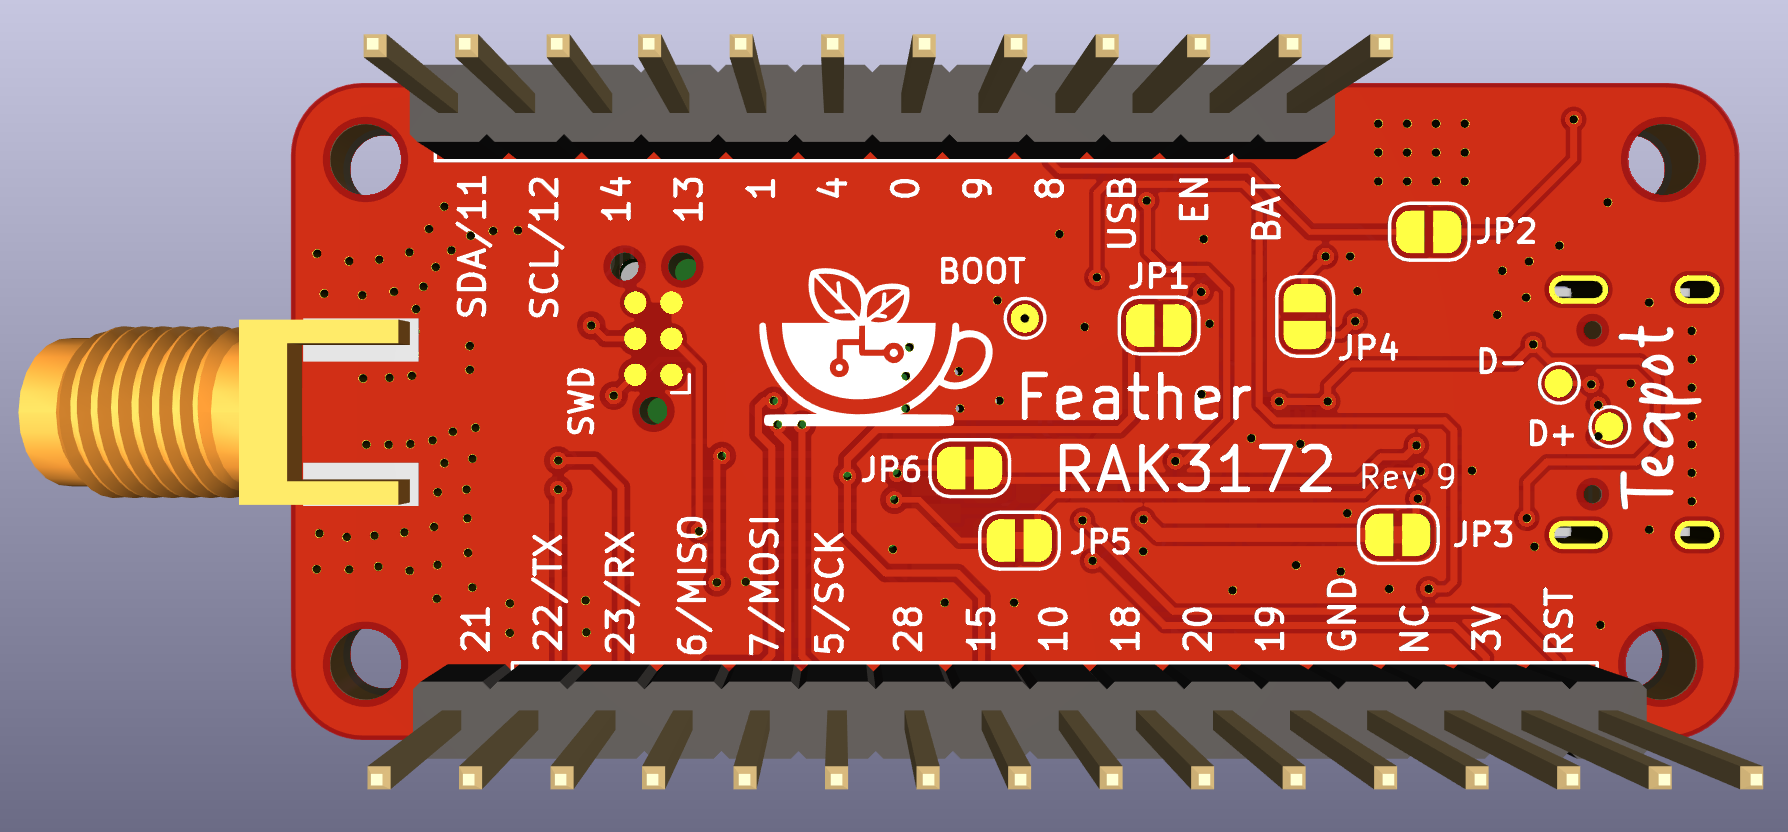 SDA/11
SCL/12
14
13
1
4
0
9
8
USB
EN
BAT
JP2
BOOT
JP1
JP4
SWD
D-
D+
Teapot
Feather
RAK3172
Rev 9
JP6
JP5
JP3
21
22/TX
23/RX
6/MISO
7/MOSI
5/SCK
28
15
10
18
20
19
GND
NC
3V
RST